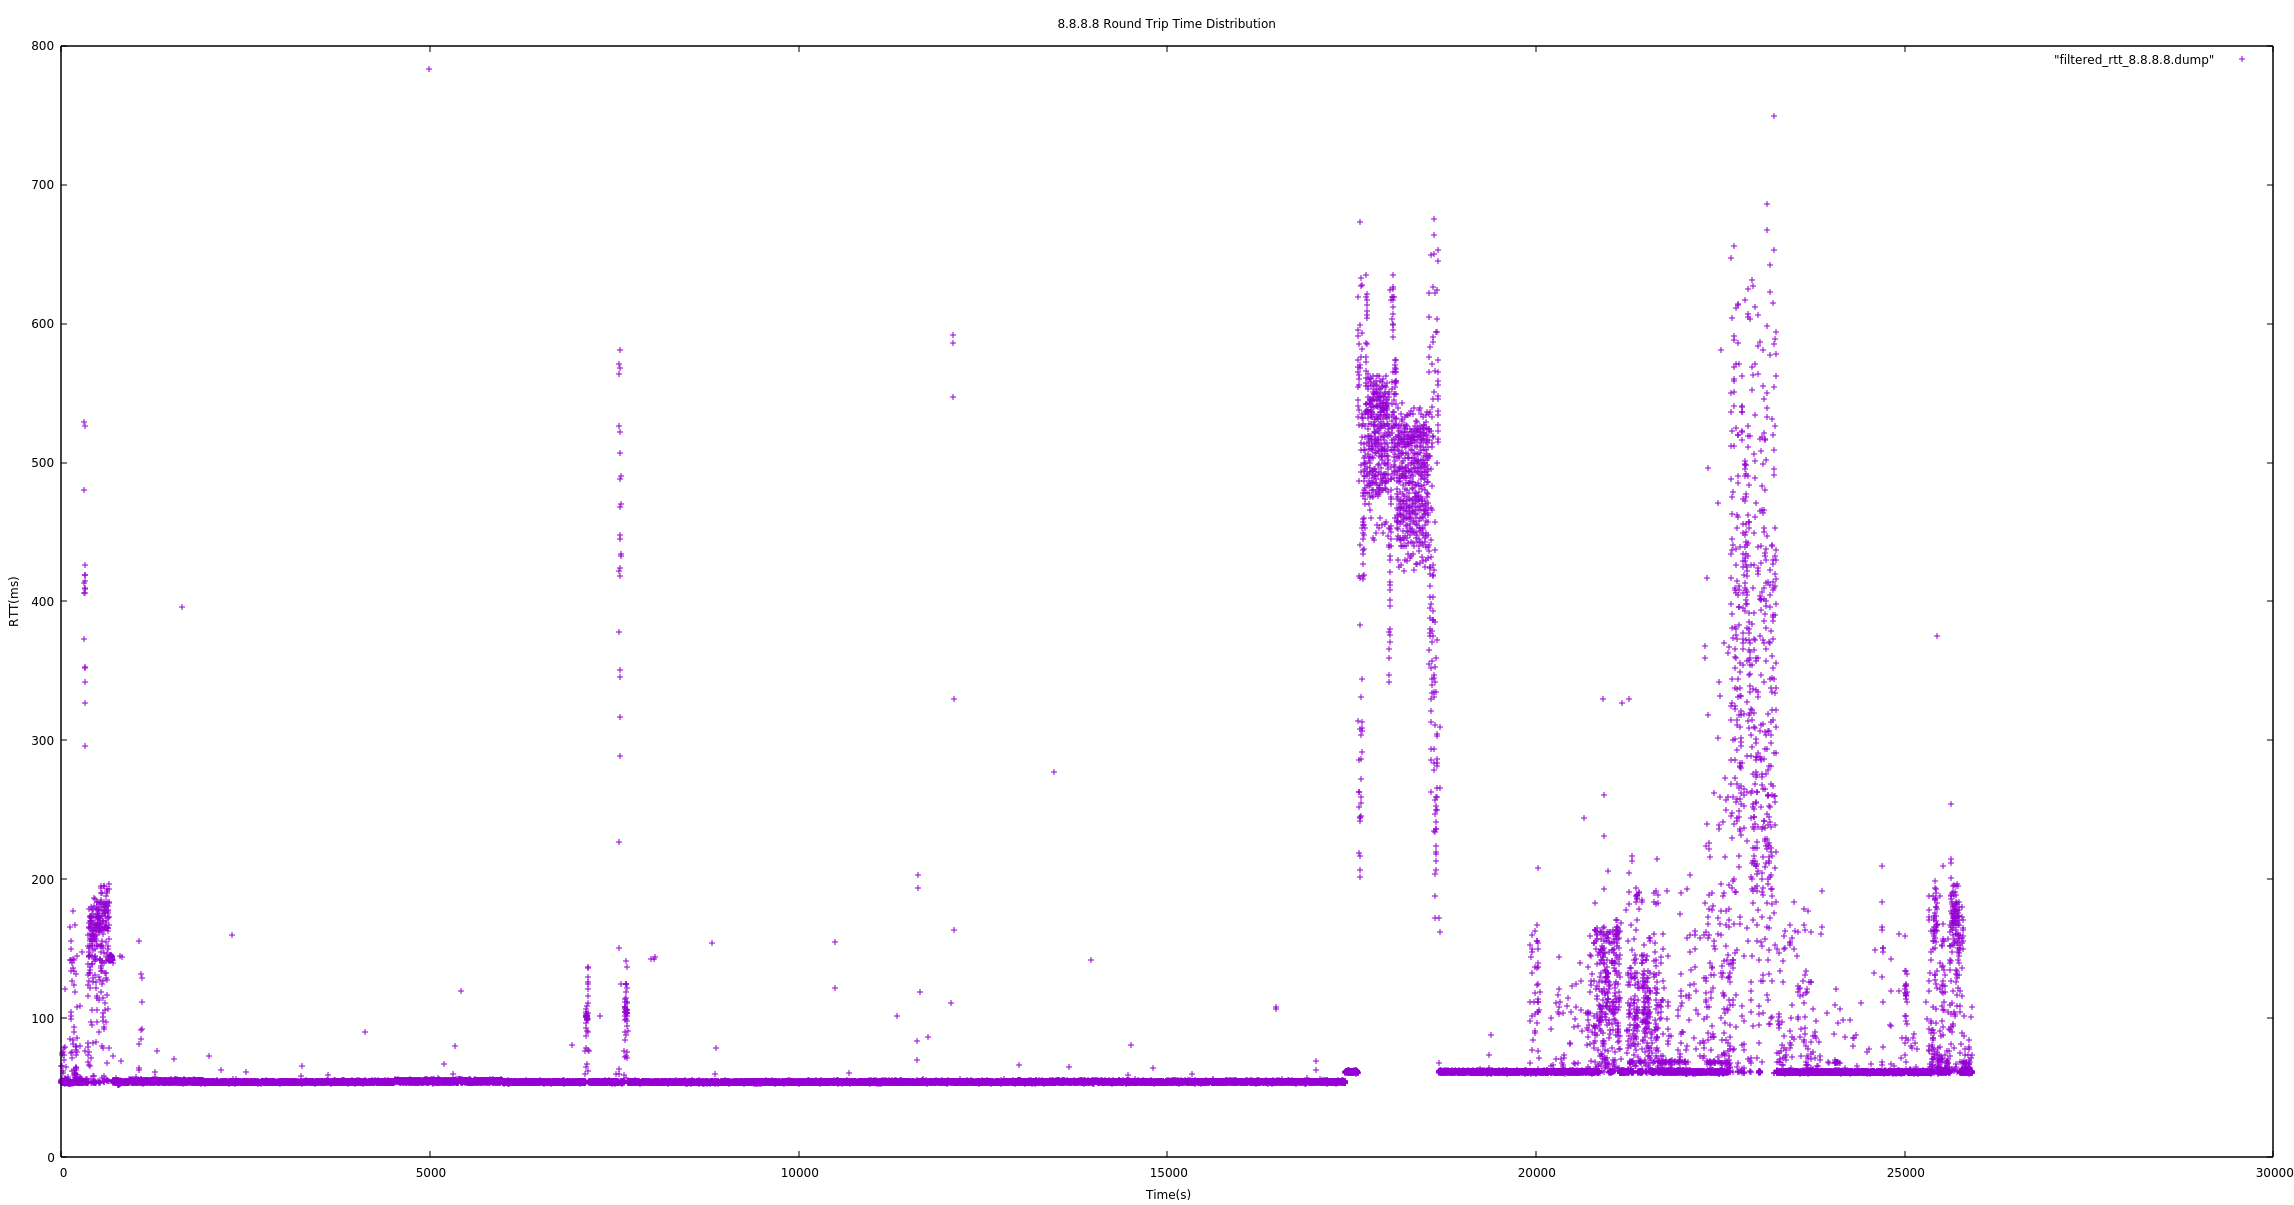 8.8.8.8 Round Trip Time Distribution
"filtered_rtt_8.8.8.8.dump"
800
700
600
500
400
300
200
100
0
RTT(ms)
0 5000 10000 15000 20000 25000 30000
Time(s)